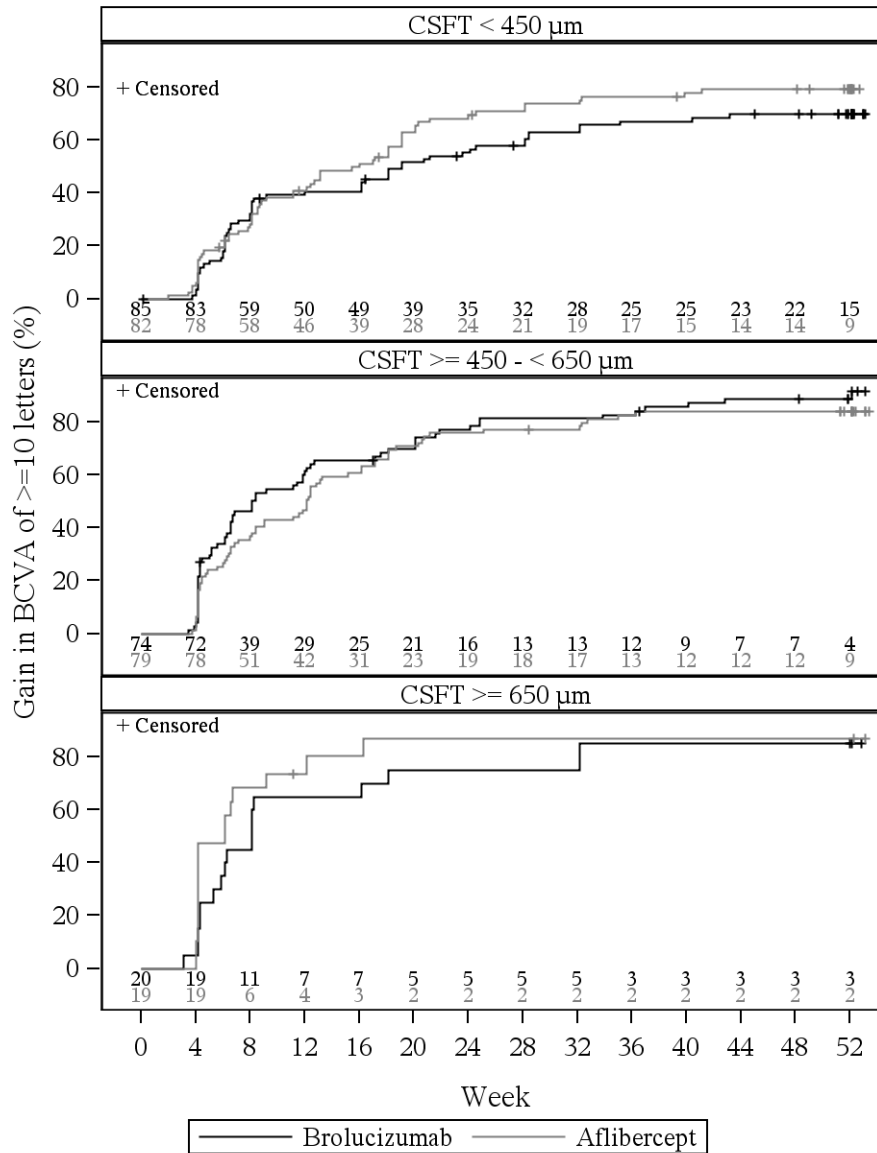 CSFT < 450 µm
+ Censored
80
60
40
20
0
85 83 59 50 49 39 35 32 28 25 25 23 22 15
82 78 58 46 39 28 24 21 19 17 15 14 14 9
CSFT >= 450 - < 650 µm
+ Censored
80
60
40
20
0
74 72 39 29 25 21 16 13 13 12 9 7 7 4
79 78 51 42 31 23 19 18 17 13 12 12 12 9
CSFT >= 650 µm
+ Censored
80
60
40
20
0
20 19 11 7 7 5 5 5 5 3 3 3 3 3
19 19 6 4 3 2 2 2 2 2 2 2 2 2
Gain in BCVA of >=10 letters (%)
0 4 8 12 16 20 24 28 32 36 40 44 48 52
Week
Brolucizumab Aflibercept